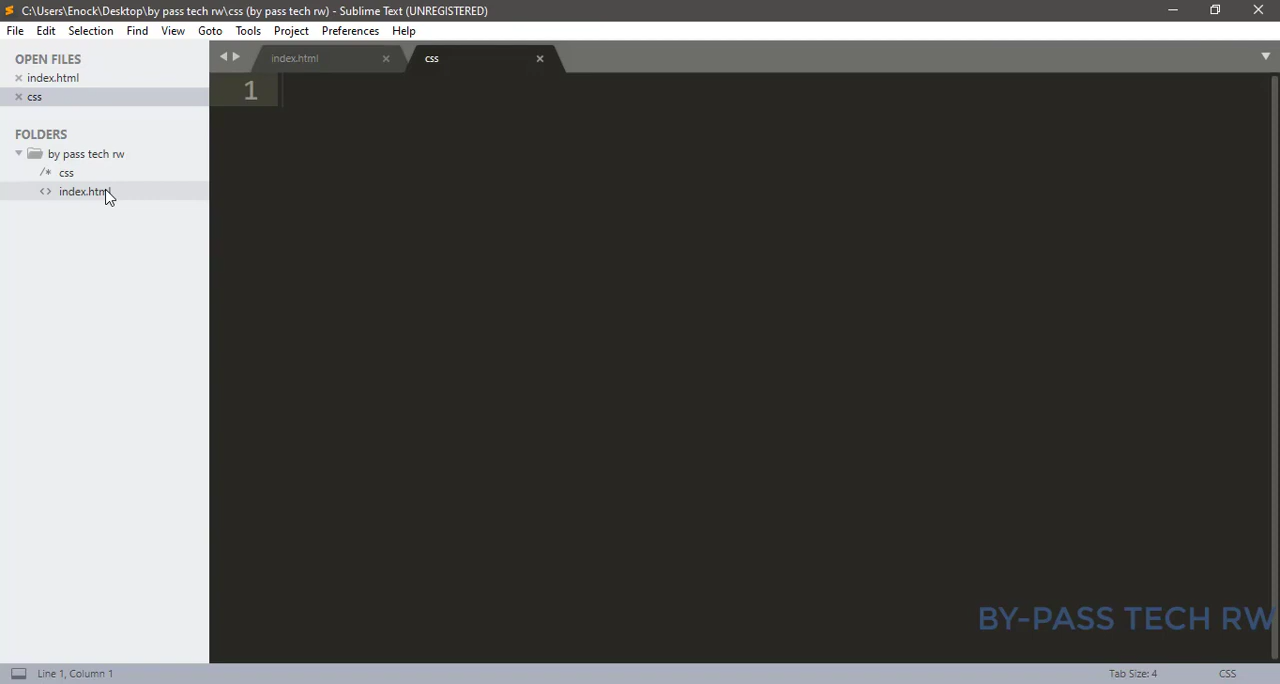 C:\Users\Enock\Desktop\by pass tech rw\css (by pass tech rw) - Sublime Text (UNREGISTERED)
File Edit Selection Find View Goto Tools Project Preferences Help
OPEN FILES
index.html
css
FOLDERS
by pass tech rw
/* css
<> index.html
index.html
css
1
BY-PASS TECH RW
Line 1, Column 1
Tab Size: 4
CSS